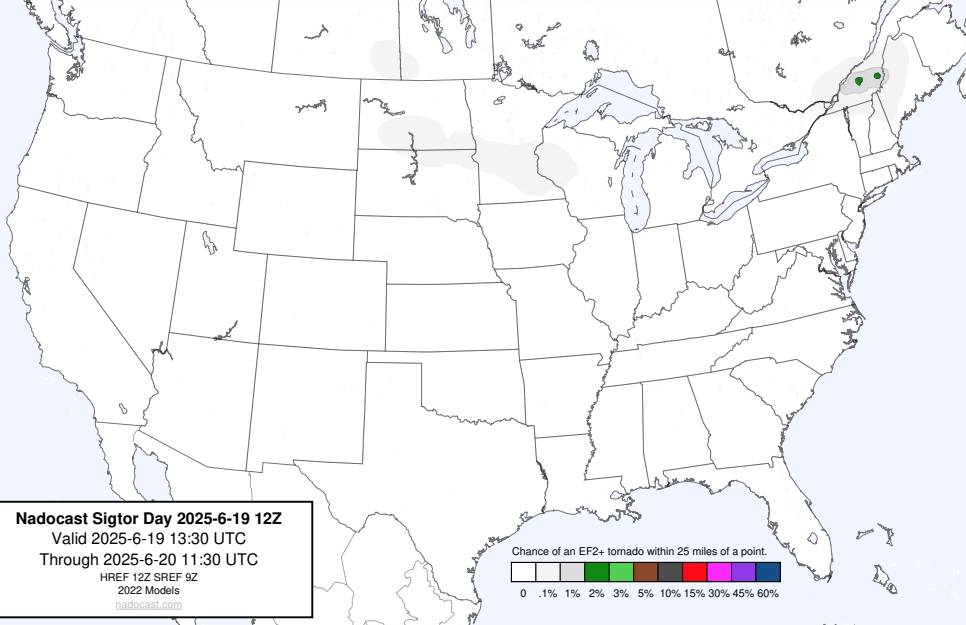 Nadocast Sigtor Day 2025-6-19 12Z
Valid 2025-6-19 13:30 UTC
Through 2025-6-20 11:30 UTC
HREF 12Z SREF 9Z
2022 Models
nadocast.com
Chance of an EF2+ tornado within 25 miles of a point.
0 .1% 1% 2% 3% 5% 10% 15% 30% 45% 60%